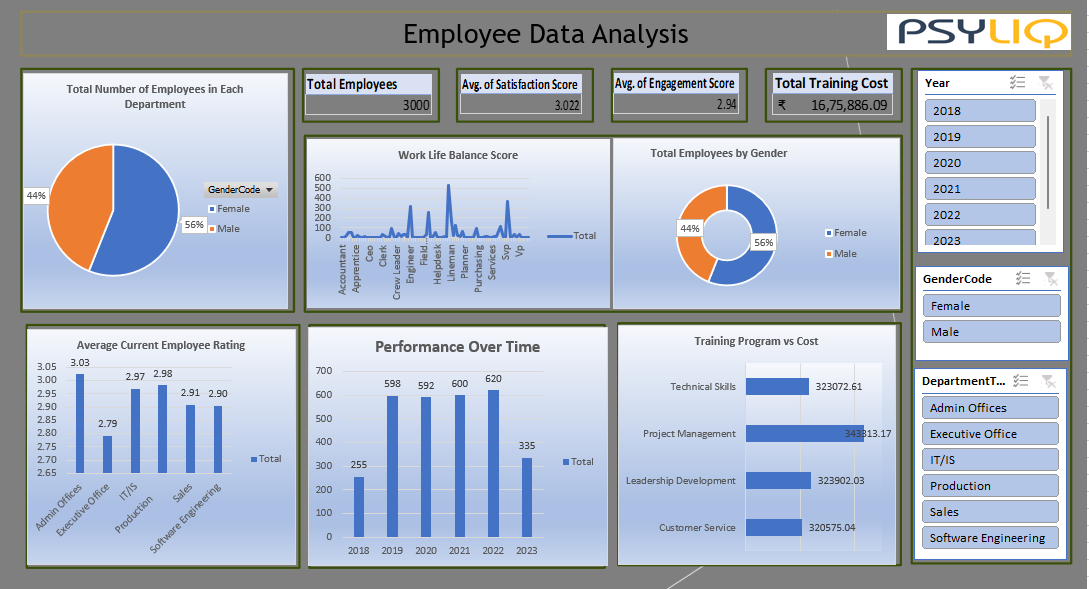 Employee Data Analysis
PSYLIQ
Total Number of Employees in Each
Department
44%
56%
GenderCode
Female
Male
Total Employees
3000
Avg. of Satisfaction Score
3.022
Avg. of Engagement Score
2.94
Total Training Cost
₹ 16,75,886.09
Work Life Balance Score
600
500
400
300
200
100
0
Accountant
Apprentice
Ceo
Clerk
Crew Leader
Engineer
Field…
Helpdesk
Lineman
Planner
Purchasing
Services
Svp
Vp
Total
Total Employees by Gender
44%
56%
Female
Male
Year
2018
2019
2020
2021
2022
2023
GenderCode
Female
Male
DepartmentT...
Admin Offices
Executive Office
IT/IS
Production
Sales
Software Engineering
Average Current Employee Rating
3.05
3.00
2.95
2.90
2.85
2.80
2.75
2.70
2.65
3.03
2.79
2.97
2.98
2.91
2.90
Admin Offices
Executive Office
IT/IS
Production
Sales
Software Engineering
Total
Performance Over Time
700
600
500
400
300
200
100
0
255
598
592
600
620
335
2018
2019
2020
2021
2022
2023
Total
Training Program vs Cost
Technical Skills
323072.61
Project Management
343313.17
Leadership Development
323902.03
Customer Service
320575.04